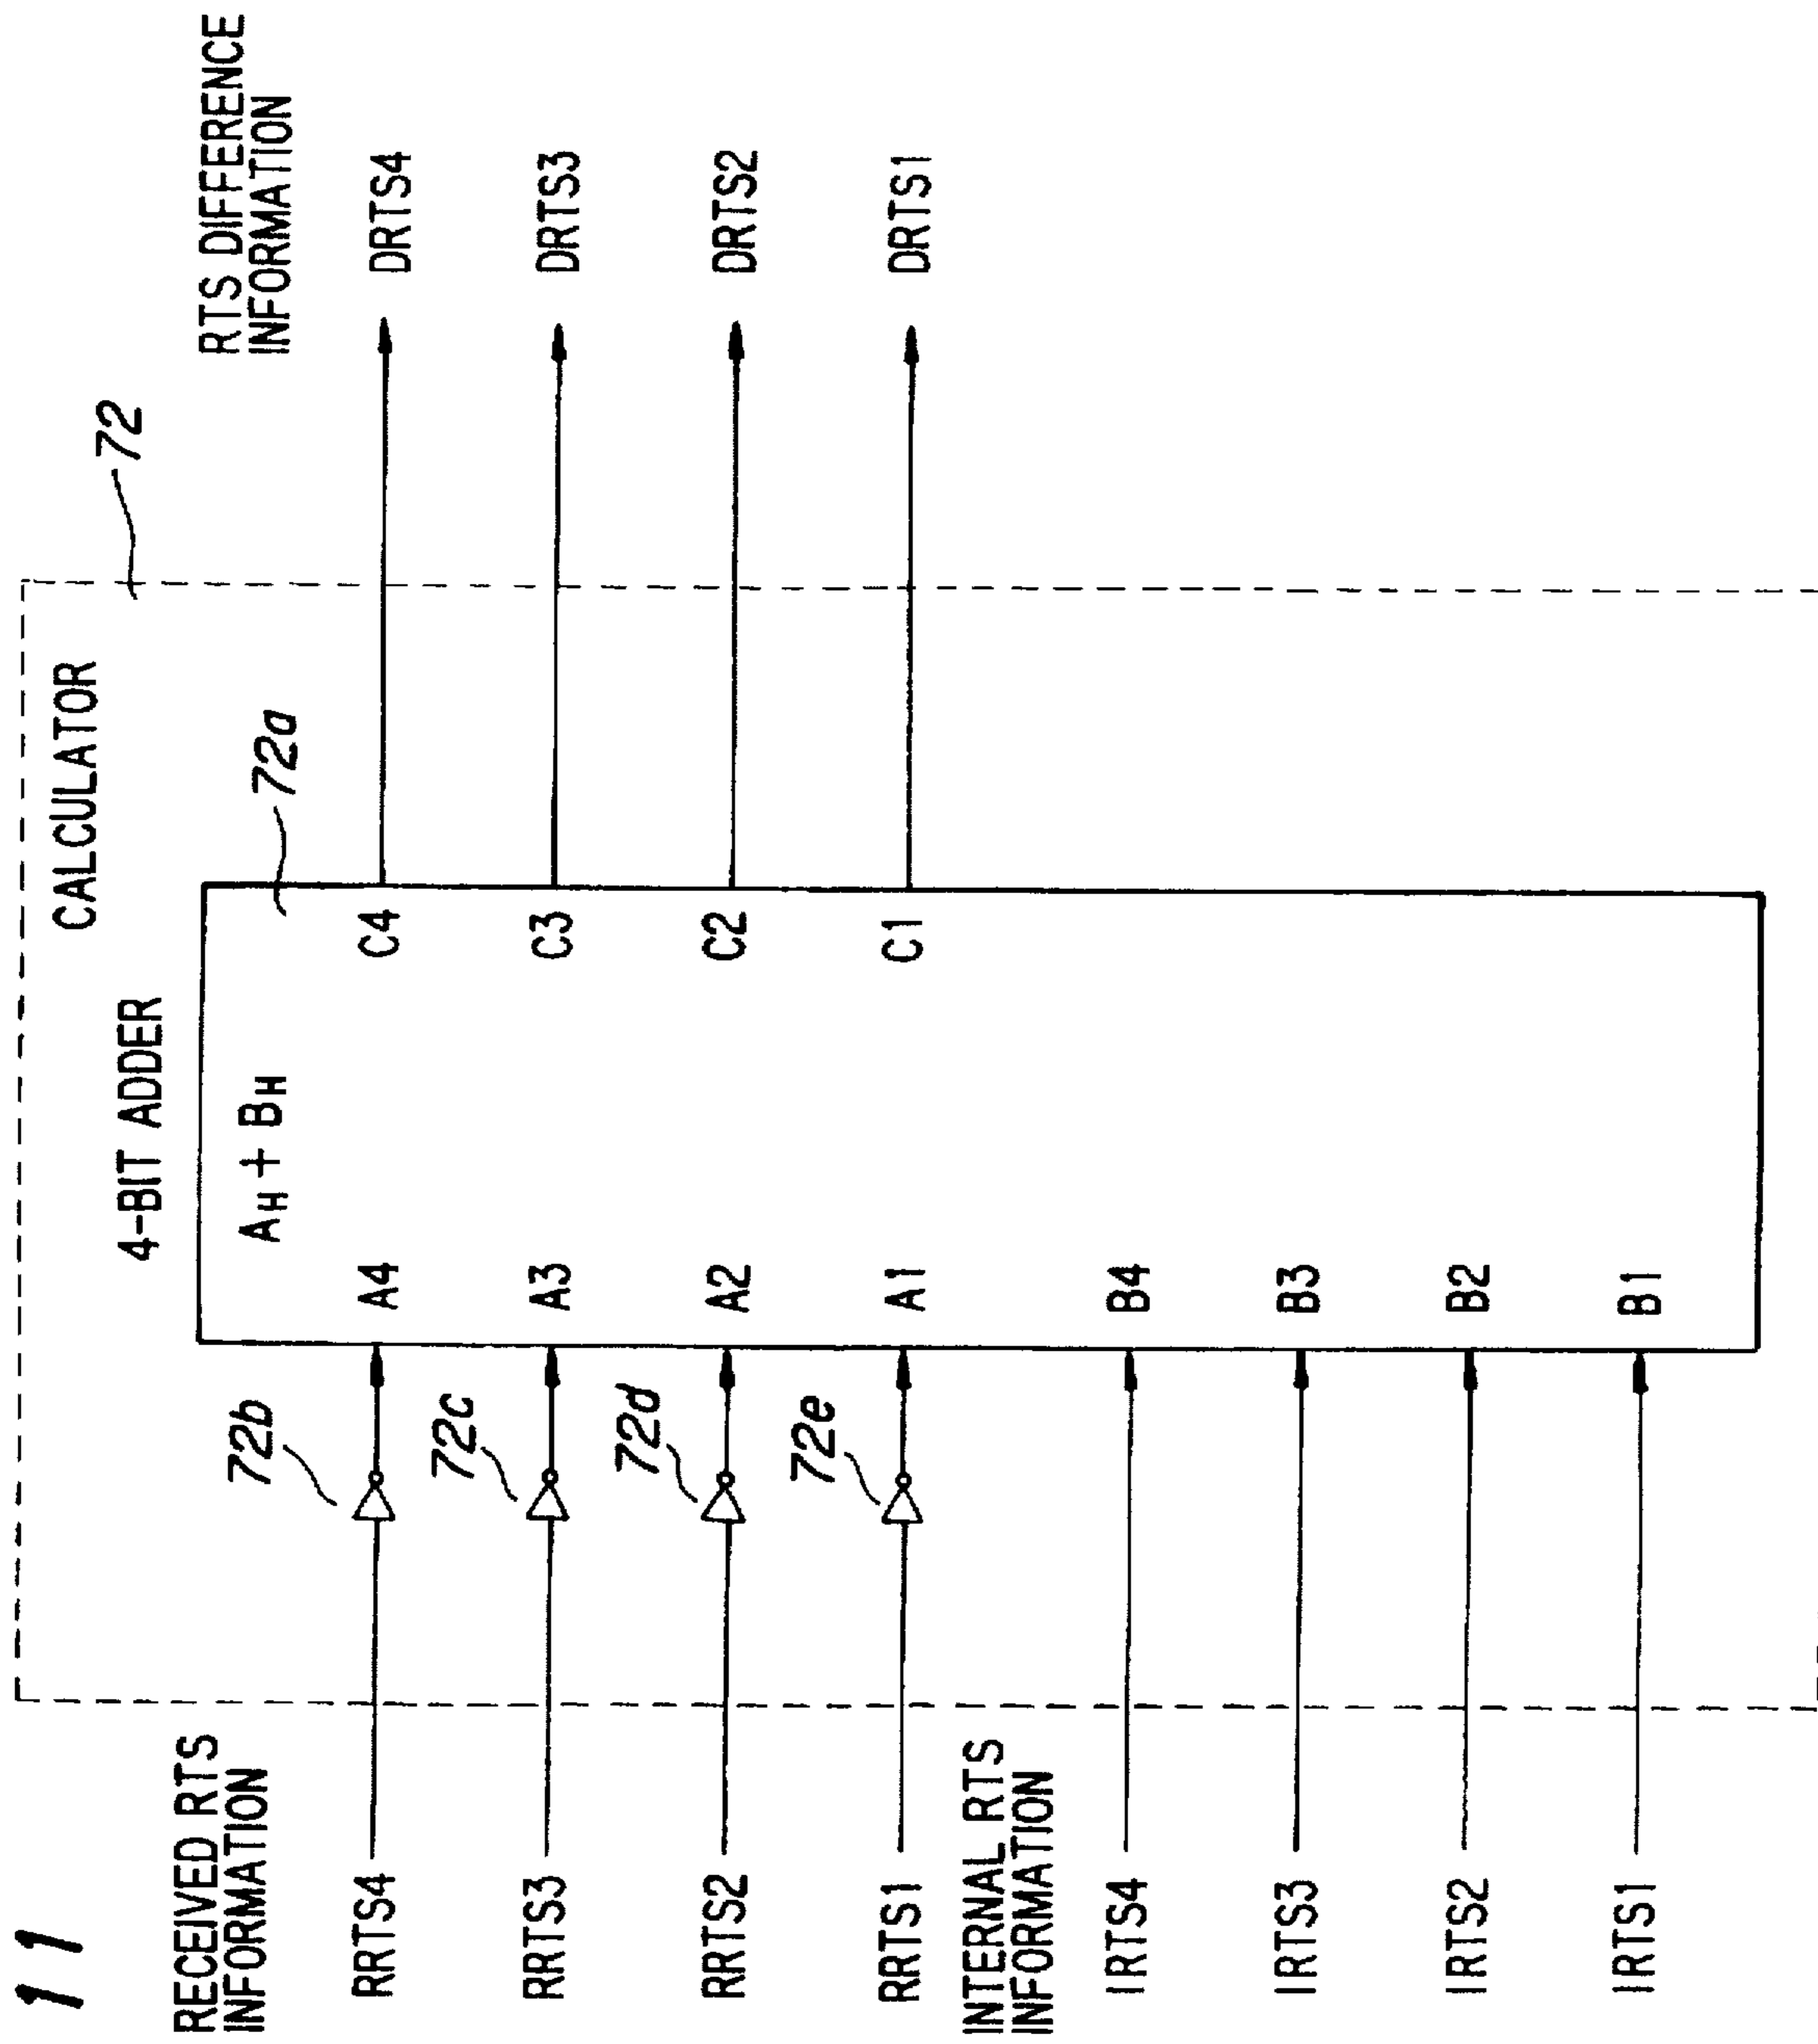 11
RECEIVED RTS
INFORMATION
RRTS4
RRTS3
RRTS2
RRTS1
INTERNAL RTS
INFORMATION
IRTS4
IRTS3
IRTS2
IRTS1
72b
72c
72d
72e
CALCULATOR
72
4-BIT ADDER
72a
AH + BH
A4
A3
A2
A1
B4
B3
B2
B1
C4
C3
C2
C1
RTS DIFFERENCE
INFORMATION
DRTS4
DRTS3
DRTS2
DRTS1